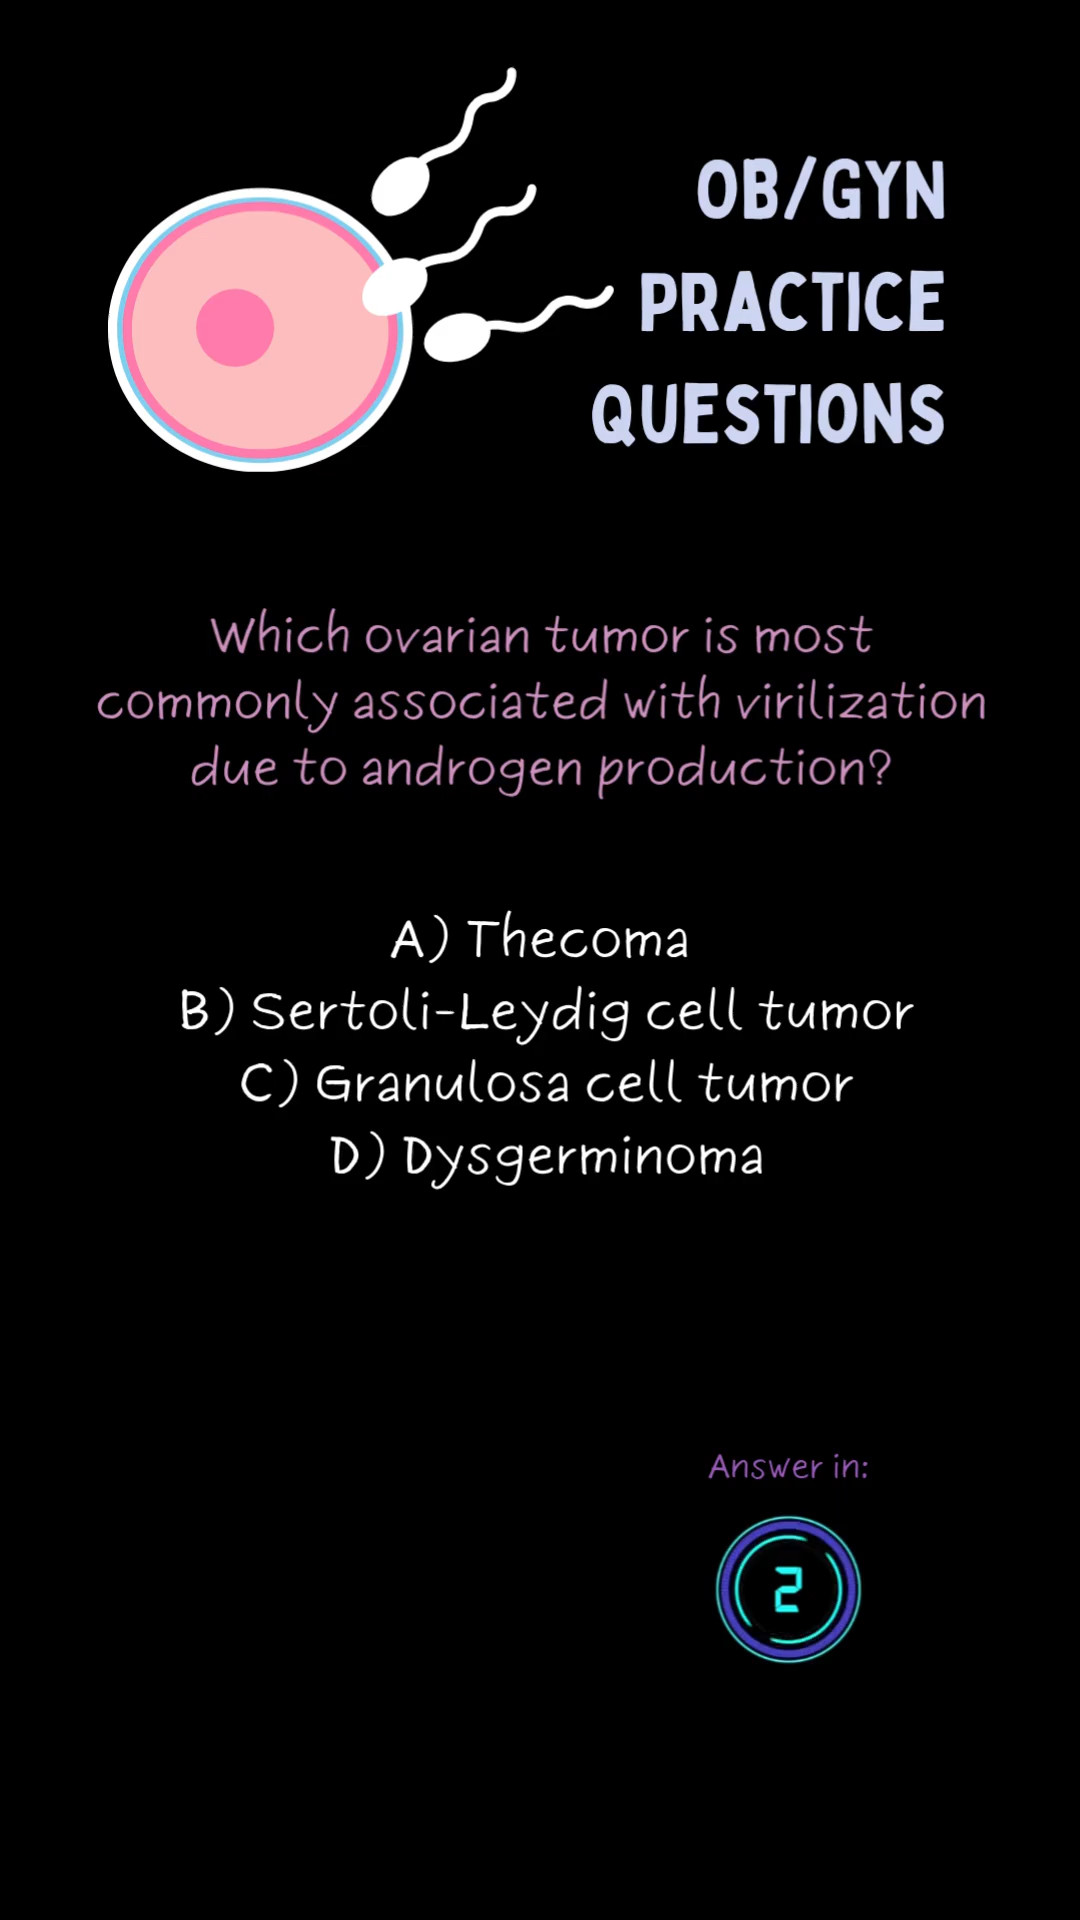 OB/GYN
PRACTICE
QUESTIONS
Which ovarian tumor is most
commonly associated with virilization
due to androgen production?
A) Thecoma
B) Sertoli-Leydig cell tumor
C) Granulosa cell tumor
D) Dysgerminoma
Answer in:
2